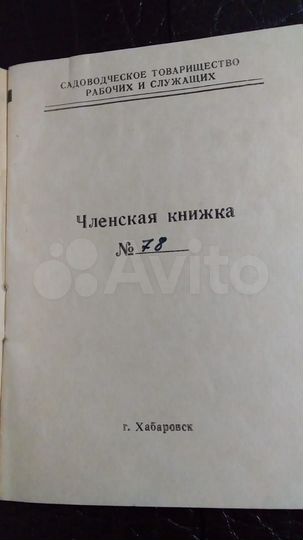 САДОВОДЧЕСКОЕ ТОВАРИЩЕСТВО
РАБОЧИХ И СЛУЖАЩИХ
Членская книжка
№ 78
Avito
г. Хабаровск